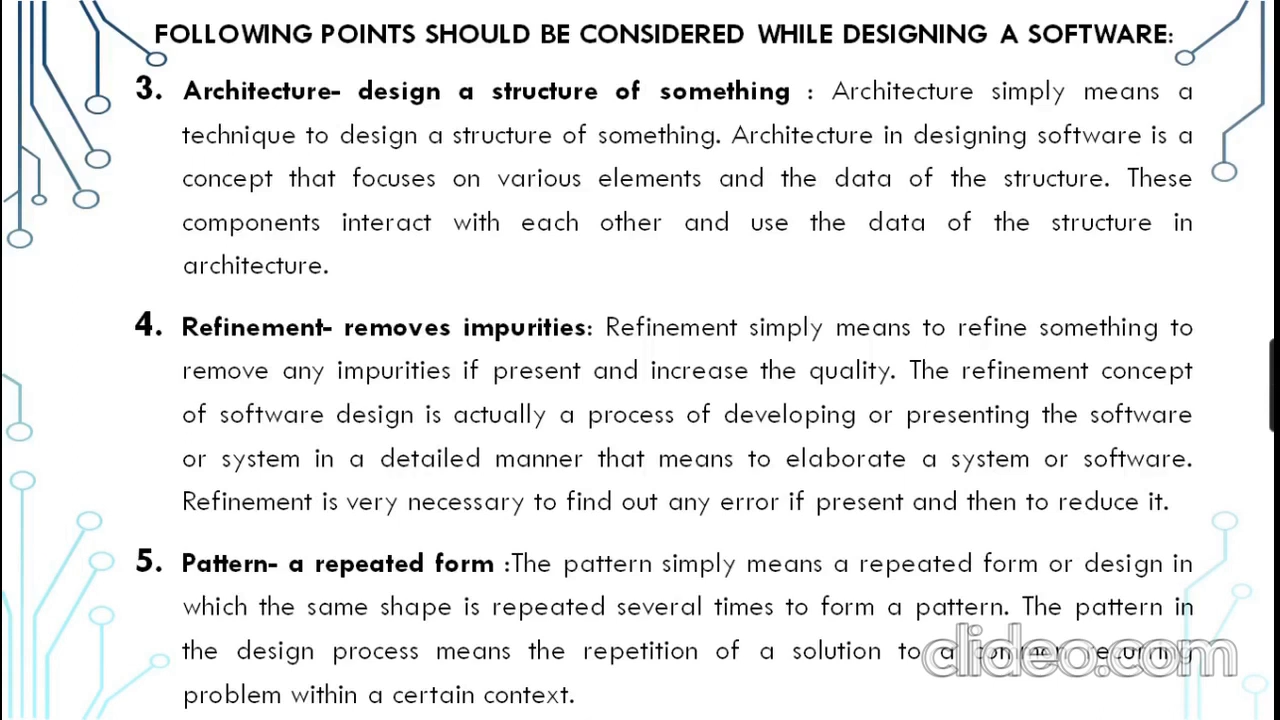 FOLLOWING POINTS SHOULD BE CONSIDERED WHILE DESIGNING A SOFTWARE:
3. Architecture- design a structure of something : Architecture simply means a
technique to design a structure of something. Architecture in designing software is a
concept that focuses on various elements and the data of the structure. These
components interact with each other and use the data of the structure in
architecture.
4. Refinement- removes impurities: Refinement simply means to refine something to
remove any impurities if present and increase the quality. The refinement concept
of software design is actually a process of developing or presenting the software
or system in a detailed manner that means to elaborate a system or software.
Refinement is very necessary to find out any error if present and then to reduce it.
5. Pattern- a repeated form :The pattern simply means a repeated form or design in
which the same shape is repeated several times to form a pattern. The pattern in
the design process means the repetition of a solution to a common recurring
problem within a certain context.
clideo.com